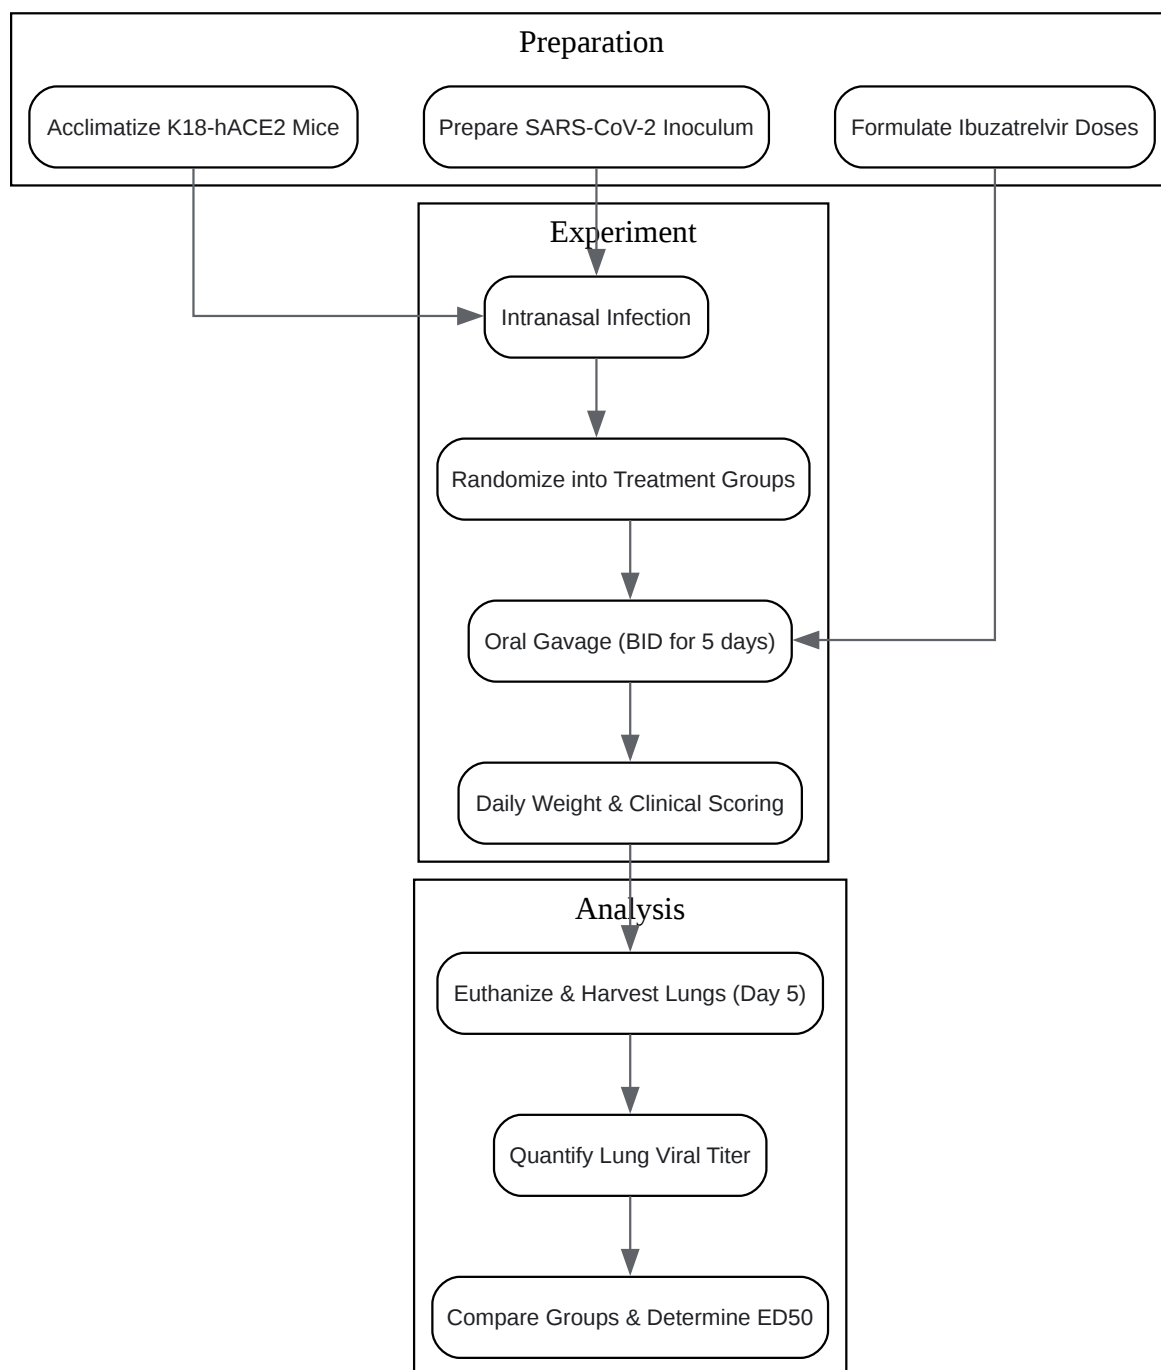 Preparation
Acclimatize K18-hACE2 Mice
Prepare SARS-CoV-2 Inoculum
Formulate Ibuzatrelvir Doses
Experiment
Intranasal Infection
Randomize into Treatment Groups
Oral Gavage (BID for 5 days)
Daily Weight & Clinical Scoring
Analysis
Euthanize & Harvest Lungs (Day 5)
Quantify Lung Viral Titer
Compare Groups & Determine ED50